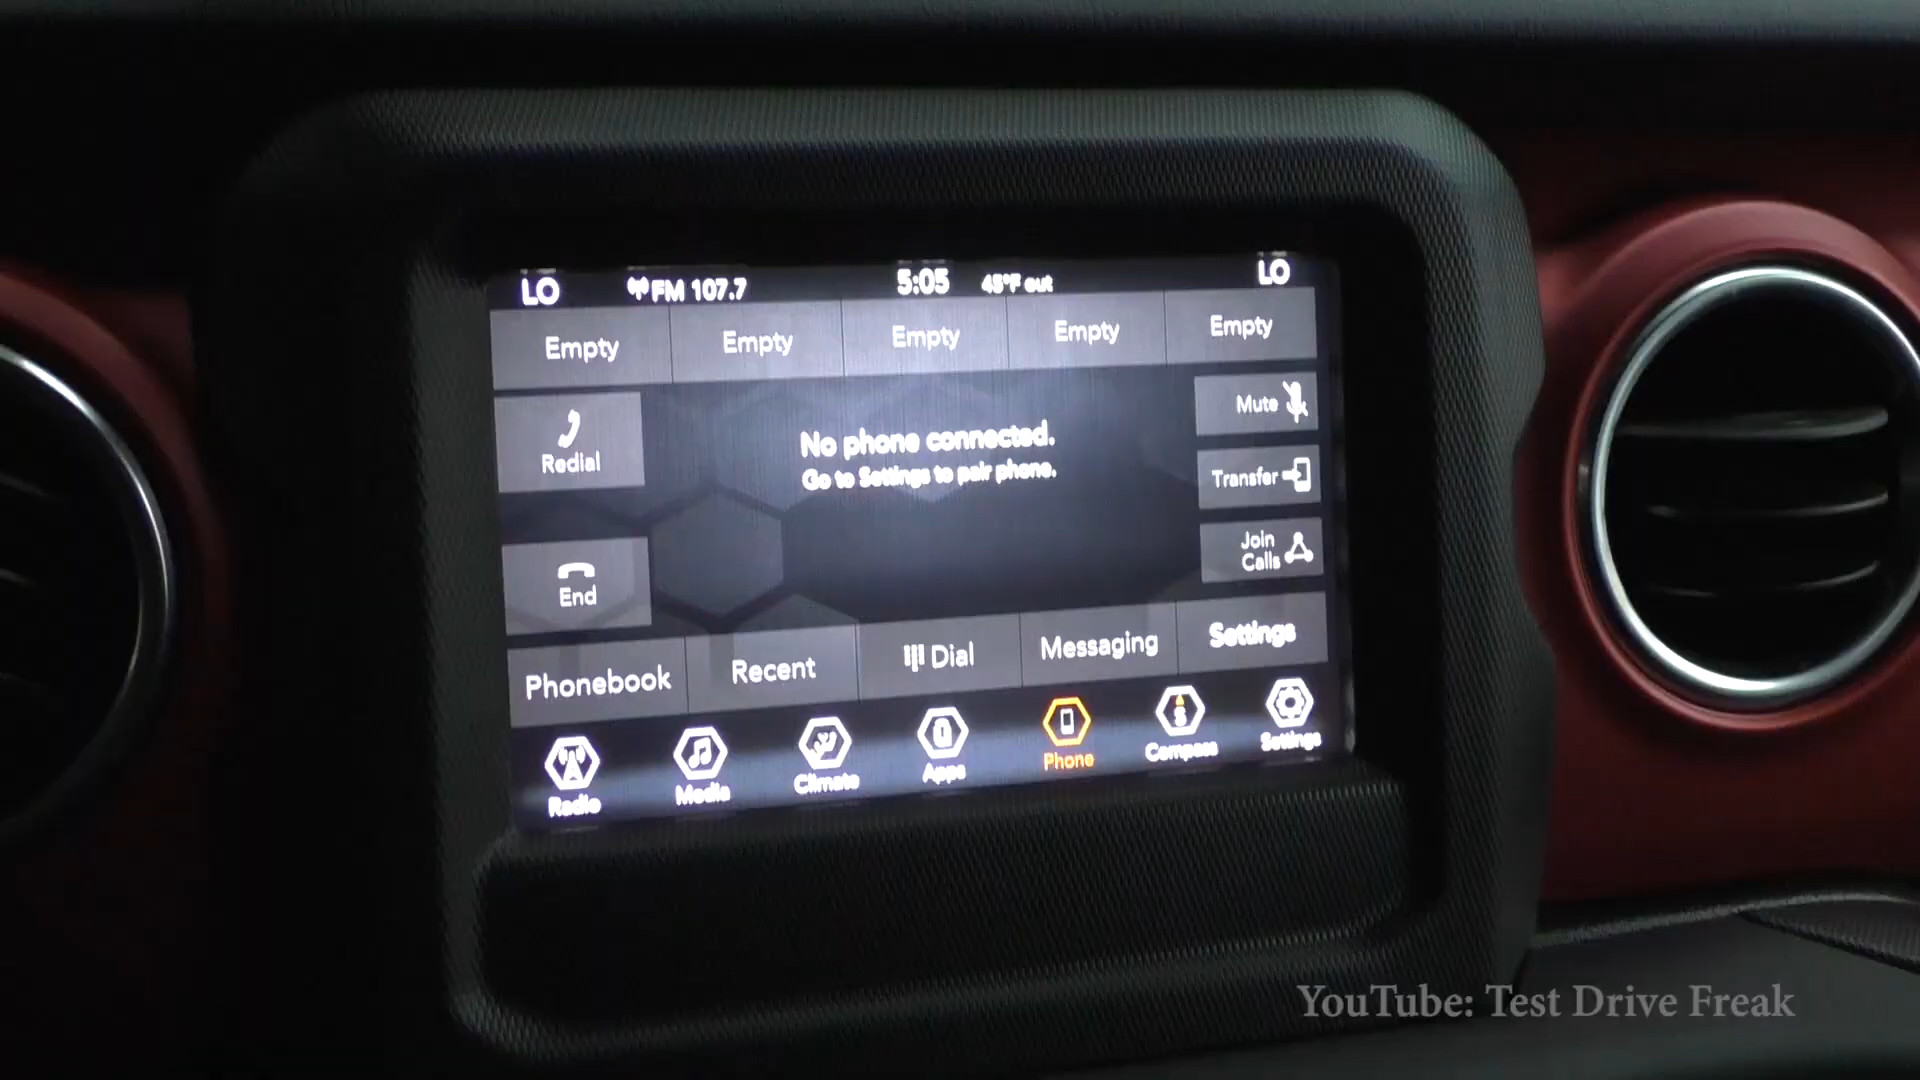 LO FM 107.7 5:05 45°F out LO
Empty Empty Empty Empty Empty
Redial
No phone connected.
Go to Settings to pair phone.
Mute
Transfer
Join
Calls
End
Phonebook Recent Dial Messaging Settings
Radio Media Climate Apps Phone Compass Settings
S
YouTube: Test Drive Freak